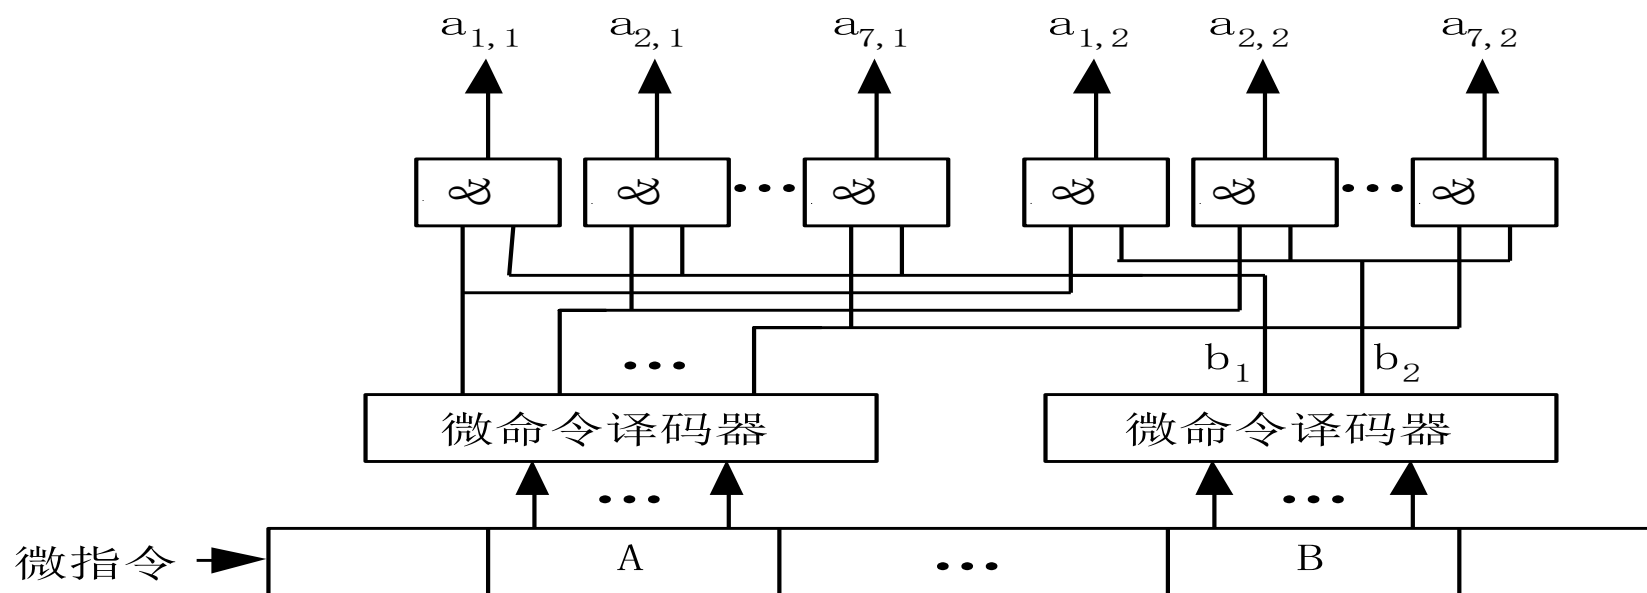 a1,1 a2,1 a7,1 a1,2 a2,2 a7,2
& & ••• & & & ••• &
••• b1 b2
微命令译码器 微命令译码器
••• •••
微指令 A ••• B